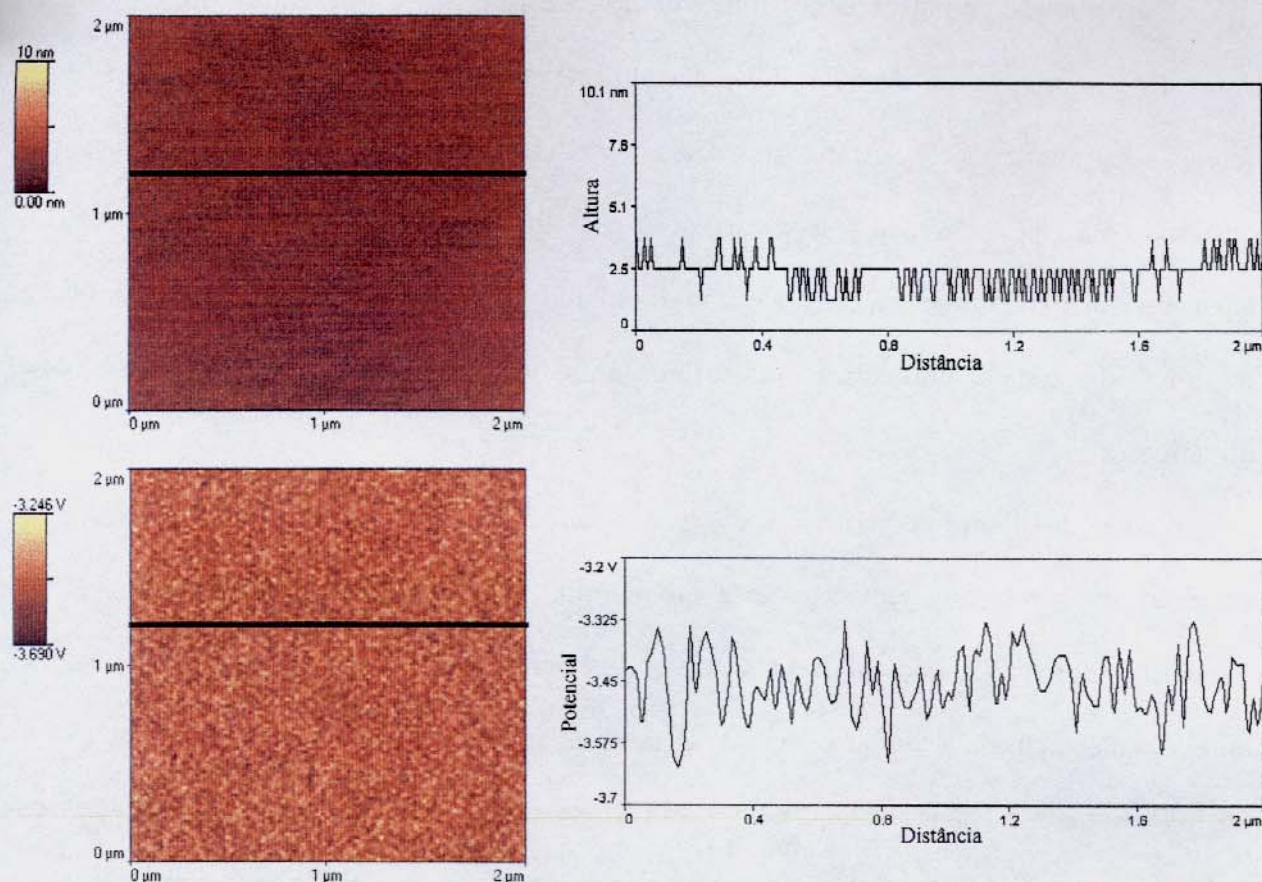 2 µm
10 nm
0.00 nm
1 µm
0 µm
0 µm
1 µm
2 µm
10.1 nm
7.6
5.1
2.5
0
Altura
0
0.4
0.8
1.2
1.6
2 µm
Distância
2 µm
-3.246 V
-3.690 V
1 µm
0 µm
0 µm
1 µm
2 µm
-3.2 V
-3.325
-3.45
-3.575
-3.7
Potencial
0
0.4
0.8
1.2
1.6
2 µm
Distância